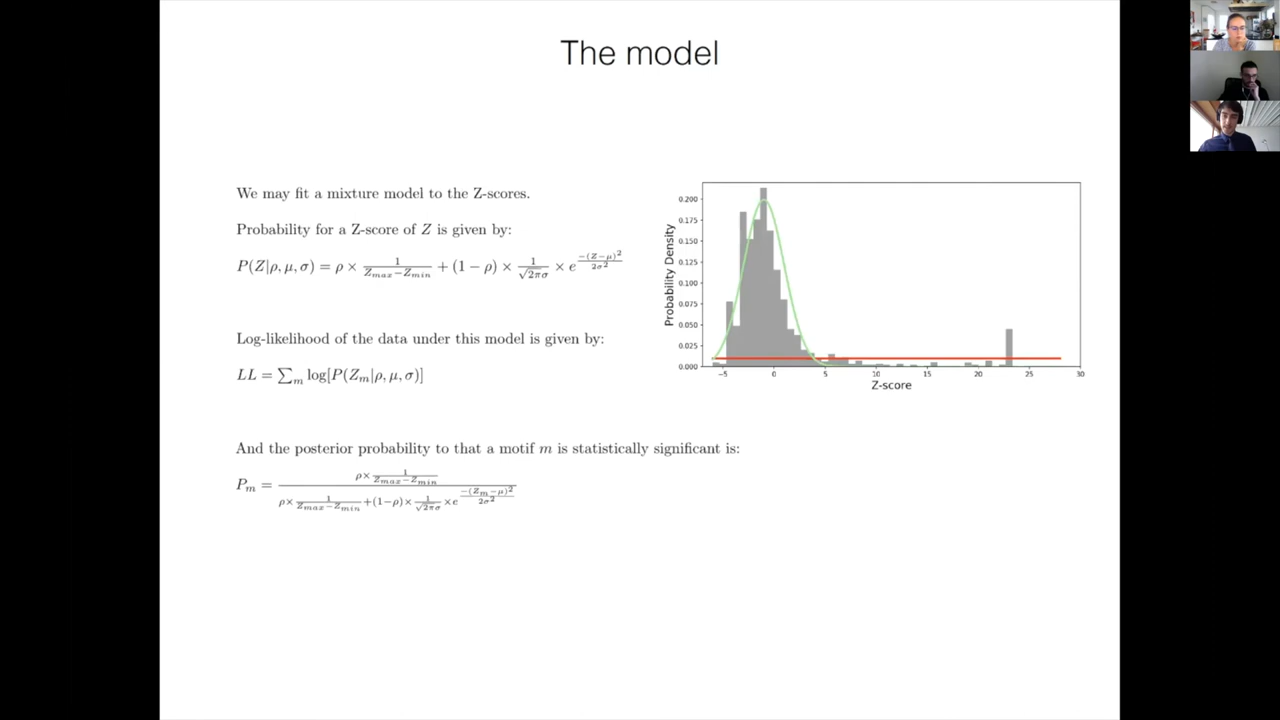 The model
We may fit a mixture model to the Z-scores.
Probability for a Z-score of Z is given by:
P(Z|ρ, μ, σ) = ρ × 1/(Z_max−Z_min) + (1 − ρ) × 1/(√2πσ) × e^(−(Z−μ)²/2σ²)
Log-likelihood of the data under this model is given by:
LL = ∑_m log[P(Z_m|ρ, μ, σ)]
And the posterior probability to that a motif m is statistically significant is:
P_m = (ρ× 1/(Z_max−Z_min)) / (ρ× 1/(Z_max−Z_min) +(1−ρ)× 1/(√2πσ) ×e^(−(Z_m−μ)²/2σ²))
Probability Density
0.200
0.175
0.150
0.125
0.100
0.075
0.050
0.025
0.000
−5 0 5 10 15 20 25 30
Z-score